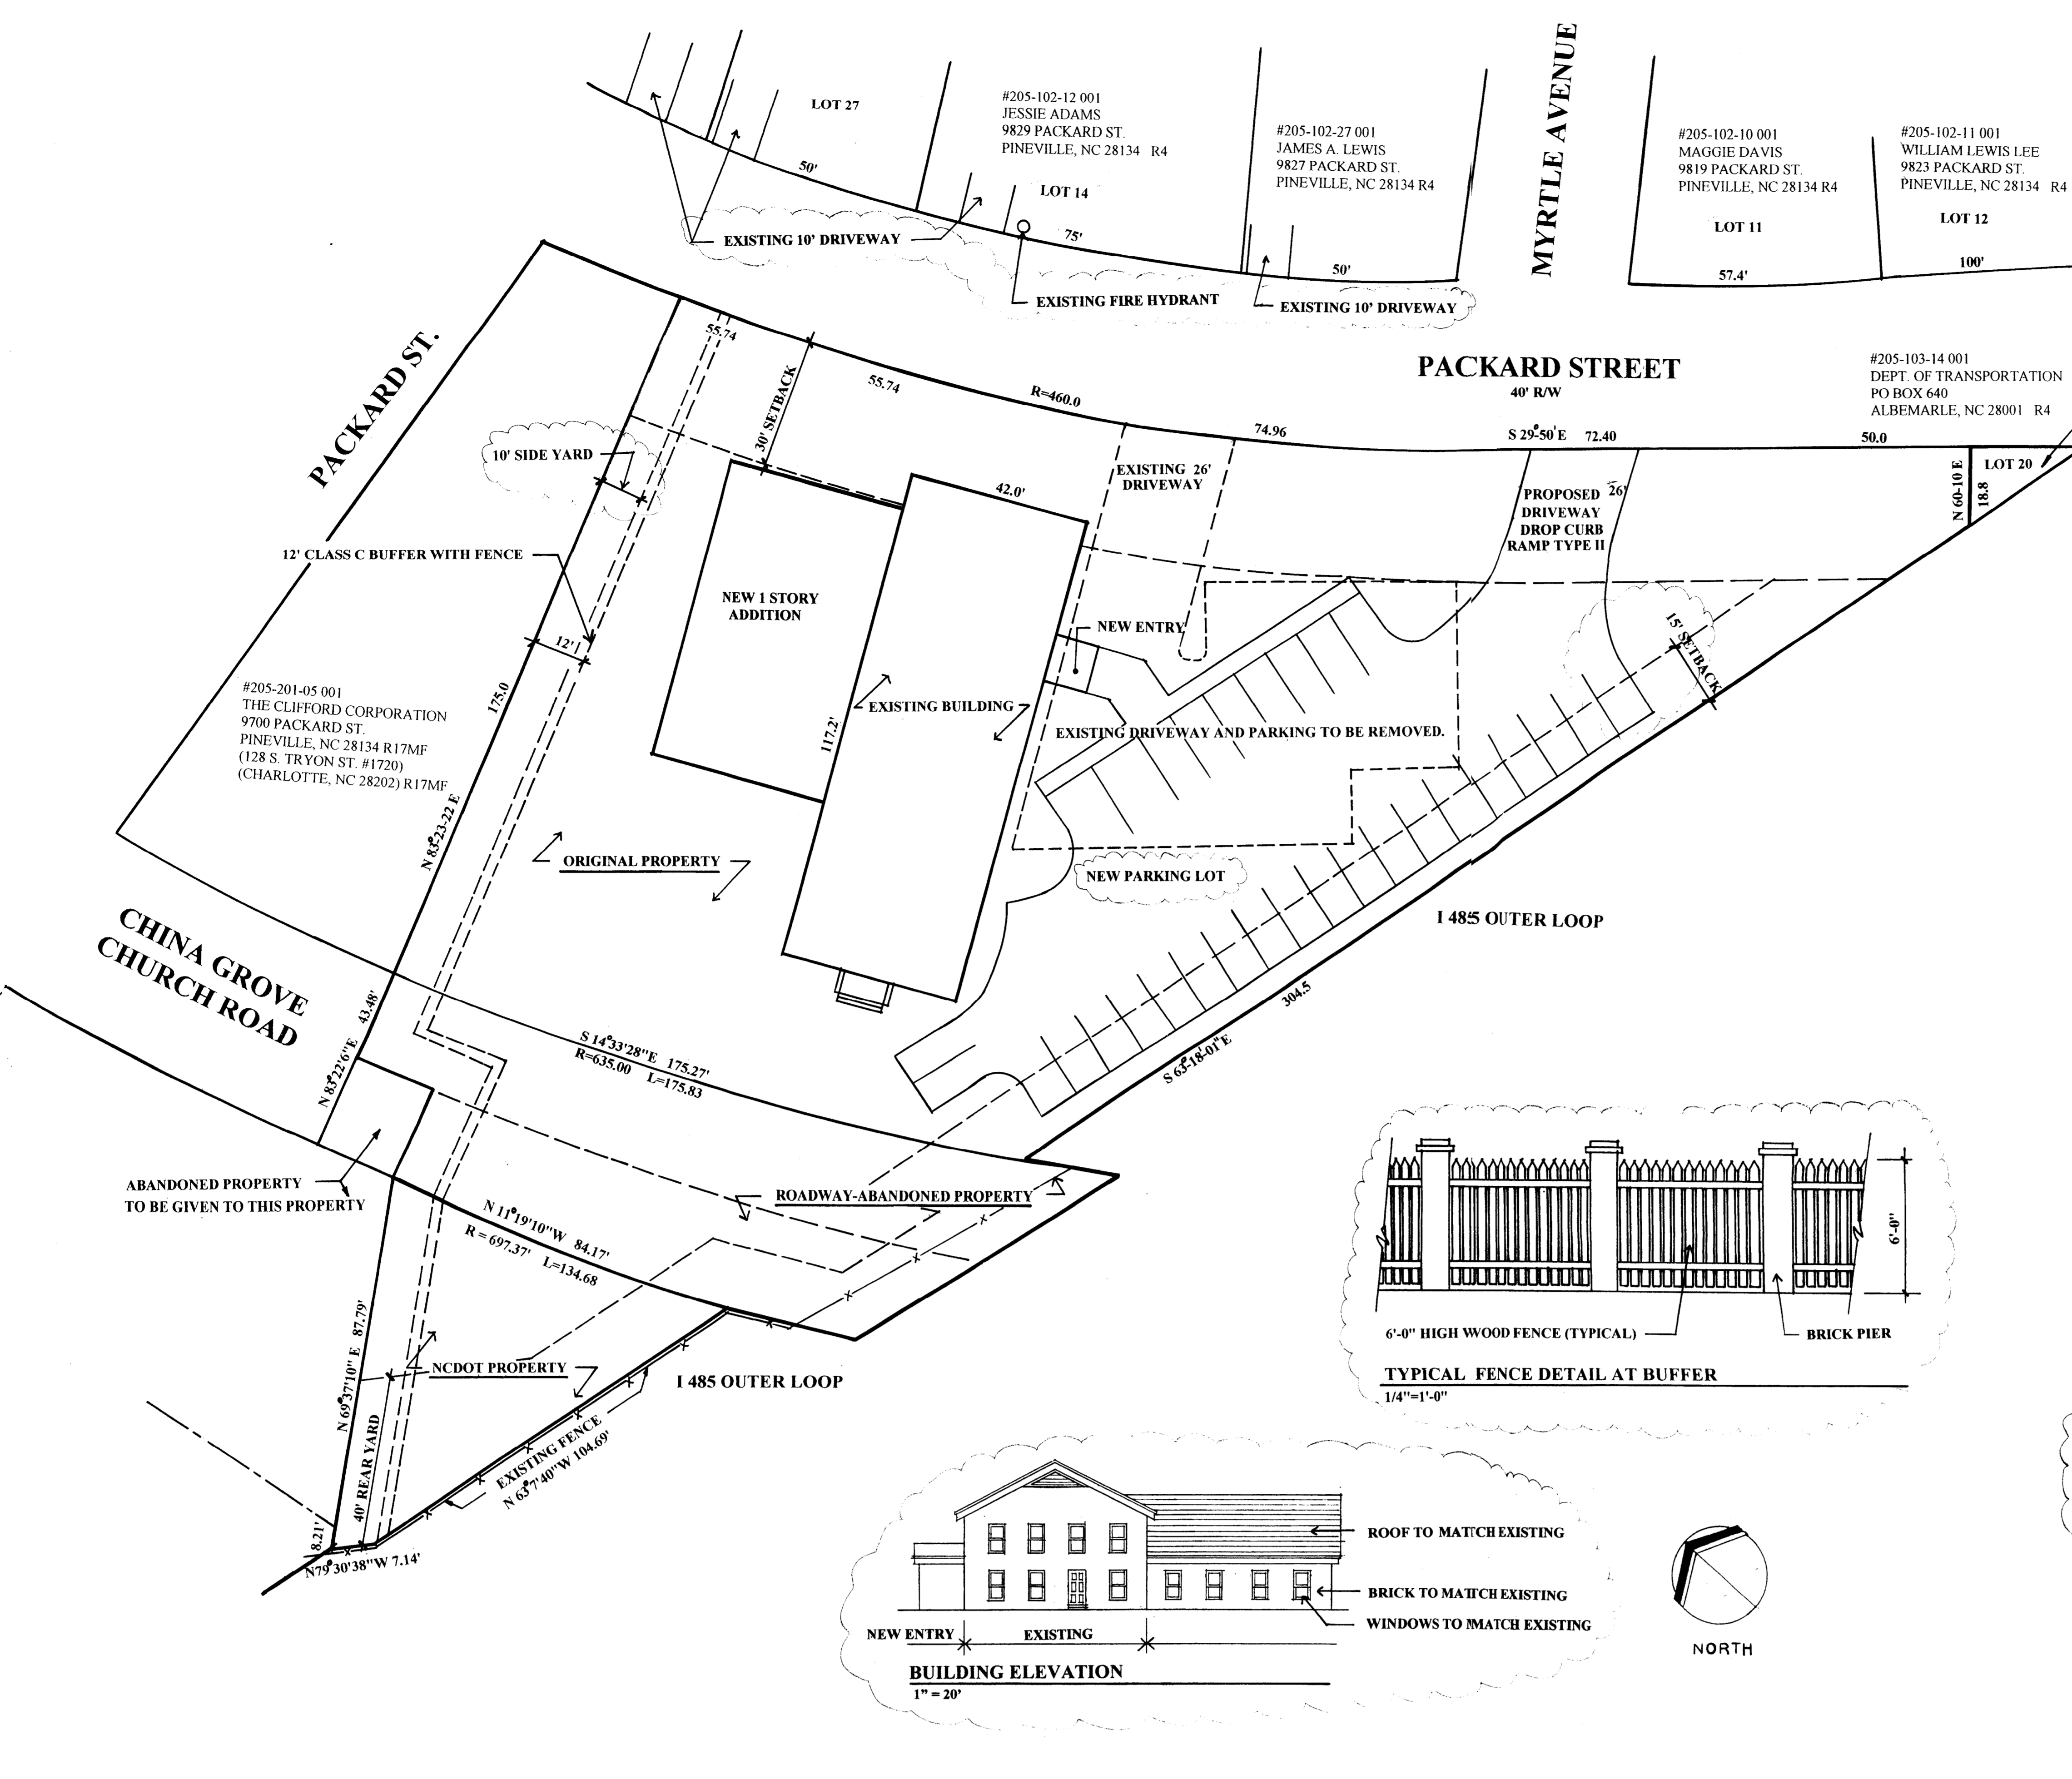 MYRTLE AVENUE
LOT 27
50'
#205-102-12 001
JESSIE ADAMS
9829 PACKARD ST.
PINEVILLE, NC 28134 R4
LOT 14
75'
#205-102-27 001
JAMES A. LEWIS
9827 PACKARD ST.
PINEVILLE, NC 28134 R4
50'
#205-102-10 001
MAGGIE DAVIS
9819 PACKARD ST.
PINEVILLE, NC 28134 R4
LOT 11
57.4'
#205-102-11 001
WILLIAM LEWIS LEE
9823 PACKARD ST.
PINEVILLE, NC 28134 R4
LOT 12
100'
EXISTING 10' DRIVEWAY
EXISTING FIRE HYDRANT
EXISTING 10' DRIVEWAY
PACKARD ST.
55.74
30' SETBACK
55.74
R=460.0
PACKARD STREET
40' R/W
74.96
S 29°-50' E 72.40
50.0
#205-103-14 001
DEPT. OF TRANSPORTATION
PO BOX 640
ALBEMARLE, NC 28001 R4
N 60-10 E
18.8
LOT 20
10' SIDE YARD
12' CLASS C BUFFER WITH FENCE
12'
42.0'
EXISTING 26'
DRIVEWAY
PROPOSED 26'
DRIVEWAY
DROP CURB
RAMP TYPE II
NEW 1 STORY
ADDITION
NEW ENTRY
15' SETBACK
#205-201-05 001
THE CLIFFORD CORPORATION
9700 PACKARD ST.
PINEVILLE, NC 28134 R17MF
(128 S. TRYON ST. #1720)
(CHARLOTTE, NC 28202) R17MF
175.0
N 83°-23-22 E
117.2'
EXISTING BUILDING
EXISTING DRIVEWAY AND PARKING TO BE REMOVED.
ORIGINAL PROPERTY
NEW PARKING LOT
I 485 OUTER LOOP
CHINA GROVE
CHURCH ROAD
43.48'
N 83°22'6"E
S 14°33'28"E 175.27'
R=635.00 L=175.83
304.5
S 63°-18'-01"E
ABANDONED PROPERTY
TO BE GIVEN TO THIS PROPERTY
ROADWAY-ABANDONED PROPERTY
N 11°19'10"W 84.17'
R = 697.37' L=134.68
N 69°37'10" E 87.79'
NCDOT PROPERTY
I 485 OUTER LOOP
40' REAR YARD
EXISTING FENCE
N 63°7'40"W 104.69'
8.21'
N79°30'38"W 7.14'
6'-0"
6'-0" HIGH WOOD FENCE (TYPICAL)
BRICK PIER
TYPICAL FENCE DETAIL AT BUFFER
1/4"=1'-0"
ROOF TO MATCH EXISTING
BRICK TO MATCH EXISTING
WINDOWS TO MATCH EXISTING
NEW ENTRY
EXISTING
BUILDING ELEVATION
1" = 20'
NORTH